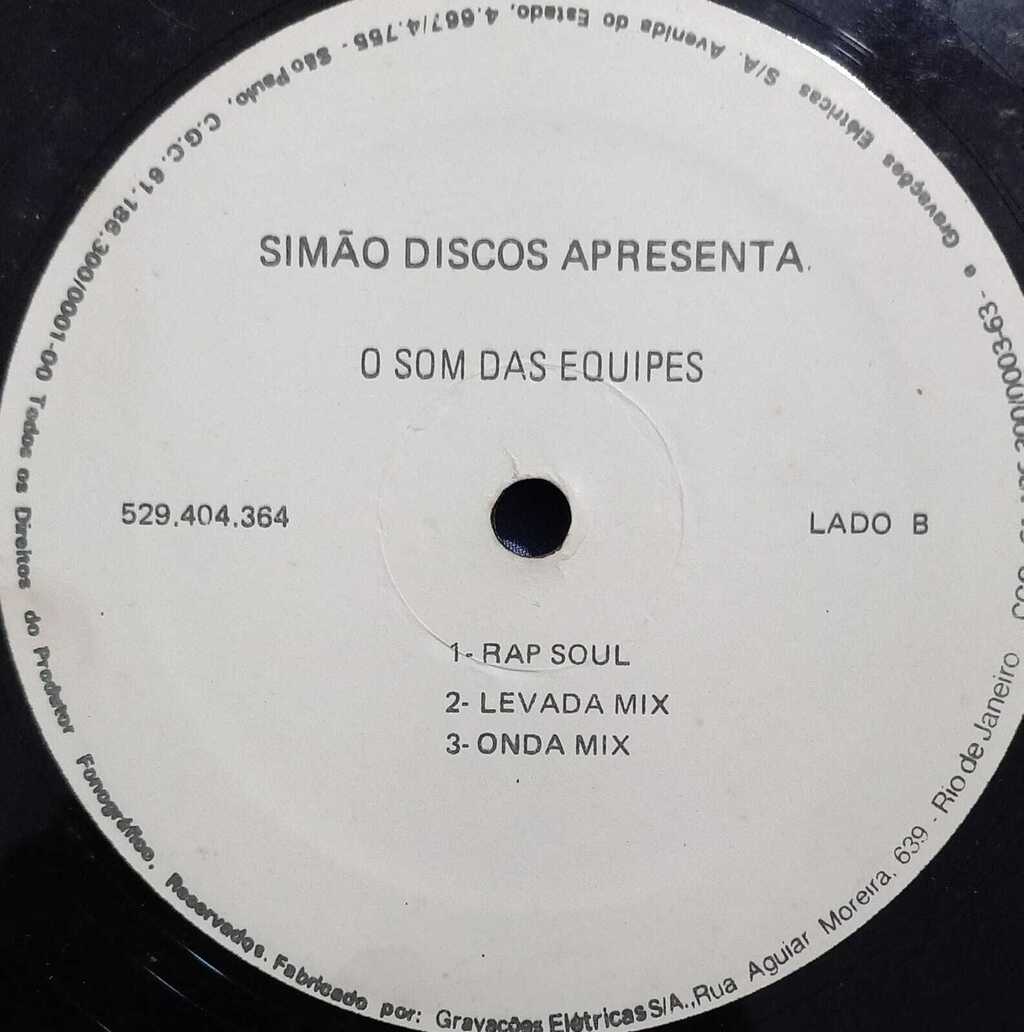 SIMÃO DISCOS APRESENTA.
O SOM DAS EQUIPES
529.404.364
LADO B
1- RAP SOUL
2- LEVADA MIX
3- ONDA MIX
• Gravações Elétricas S/A. Avenida do Estado, 4.667/4.755 - São Paulo, C.G.C. 61.186.300/0001-00 Todos os Direitos do Produtor Fonográfico, Reservados. Fabricado por: Gravações Elétricas S/A.,Rua Aguiar Moreira, 639 - Rio de Janeiro